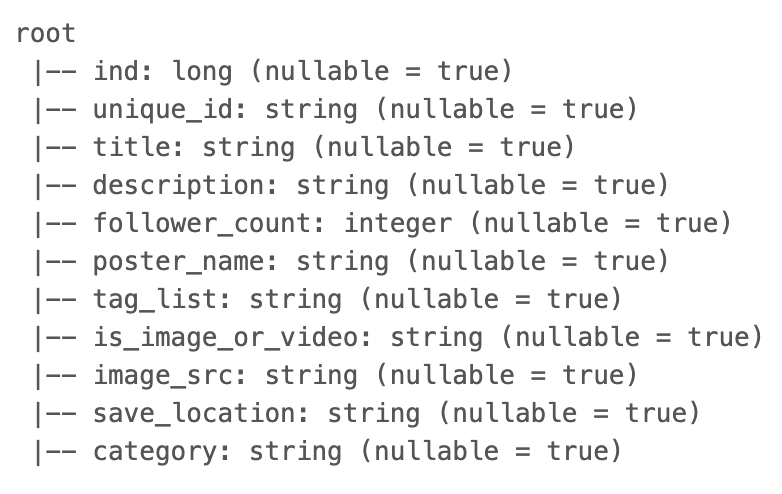 root
 |-- ind: long (nullable = true)
 |-- unique_id: string (nullable = true)
 |-- title: string (nullable = true)
 |-- description: string (nullable = true)
 |-- follower_count: integer (nullable = true)
 |-- poster_name: string (nullable = true)
 |-- tag_list: string (nullable = true)
 |-- is_image_or_video: string (nullable = true)
 |-- image_src: string (nullable = true)
 |-- save_location: string (nullable = true)
 |-- category: string (nullable = true)